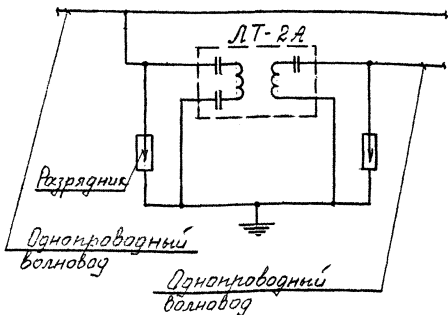 ЛТ-2А
Разрядник
Однопроводный
волновод
Однопроводный
волновод